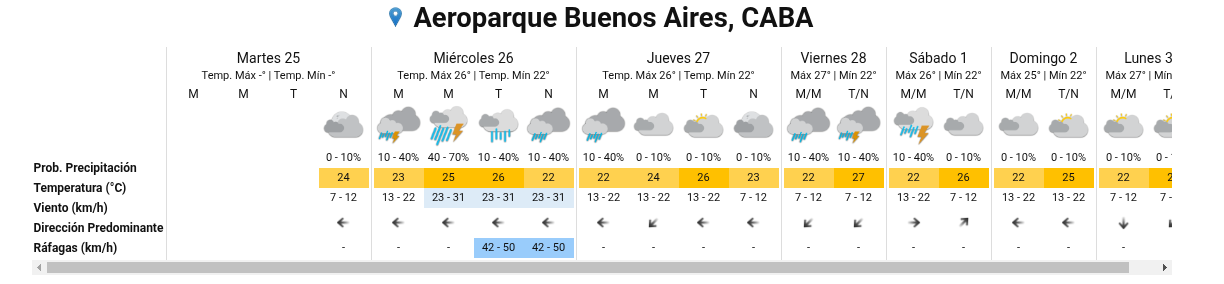 Aeroparque Buenos Aires, CABA
Martes 25 Miércoles 26 Jueves 27 Viernes 28 Sábado 1 Domingo 2 Lunes 3
Temp. Máx -° | Temp. Mín -° Temp. Máx 26° | Temp. Mín 22° Temp. Máx 26° | Temp. Mín 22° Máx 27° | Mín 22° Máx 26° | Mín 22° Máx 25° | Mín 22° Máx 27° | Mín
M M T N M M T N M M T N M/M T/N M/M T/N M/M T/N M/M T/
Prob. Precipitación 0 - 10% 10 - 40% 40 - 70% 10 - 40% 10 - 40% 10 - 40% 0 - 10% 0 - 10% 0 - 10% 10 - 40% 10 - 40% 10 - 40% 0 - 10% 0 - 10% 0 - 10% 0 - 10% 0 -
Temperatura (°C) 24 23 25 26 22 22 24 26 23 22 27 22 26 22 25 22 2
Viento (km/h) 7 - 12 13 - 22 23 - 31 23 - 31 23 - 31 13 - 22 13 - 22 13 - 22 13 - 22 7 - 12 7 - 12 13 - 22 7 - 12 13 - 22 13 - 22 7 - 12 7 -
Dirección Predominante
Ráfagas (km/h) - - - 42 - 50 42 - 50 - - - - - - - - - - -